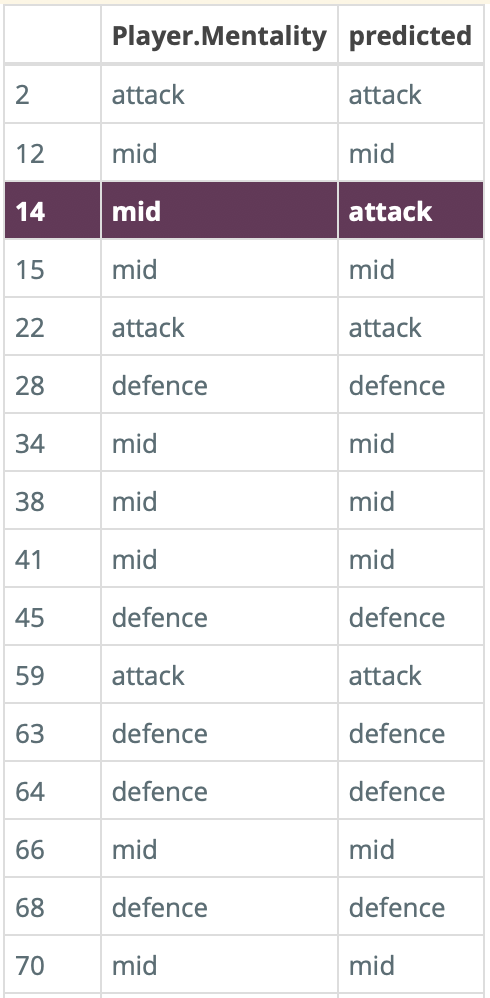 Player.Mentality predicted
2 attack attack
12 mid mid
14 mid attack
15 mid mid
22 attack attack
28 defence defence
34 mid mid
38 mid mid
41 mid mid
45 defence defence
59 attack attack
63 defence defence
64 defence defence
66 mid mid
68 defence defence
70 mid mid